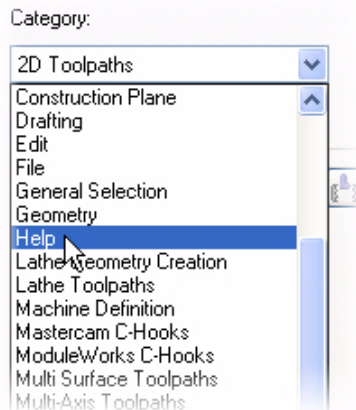 Category:
2D Toolpaths
Construction Plane
Drafting
Edit
File
General Selection
Geometry
Help
Lathe Geometry Creation
Lathe Toolpaths
Machine Definition
Mastercam C-Hooks
ModuleWorks C-Hooks
Multi Surface Toolpaths
Multi-Axis Toolpaths